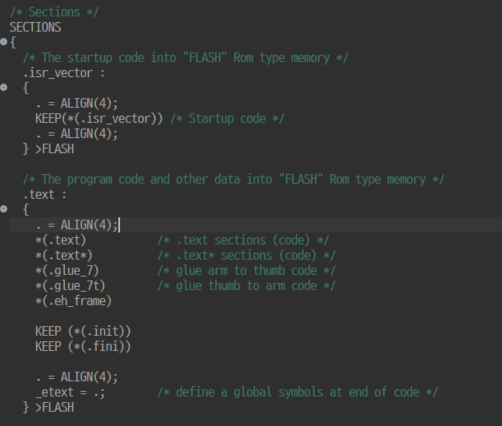 /* Sections */
SECTIONS
{
  /* The startup code into "FLASH" Rom type memory */
  .isr_vector :
  {
    . = ALIGN(4);
    KEEP(*(.isr_vector)) /* Startup code */
    . = ALIGN(4);
  } >FLASH

  /* The program code and other data into "FLASH" Rom type memory */
  .text :
  {
    . = ALIGN(4);
    *(.text)           /* .text sections (code) */
    *(.text*)          /* .text* sections (code) */
    *(.glue_7)         /* glue arm to thumb code */
    *(.glue_7t)        /* glue thumb to arm code */
    *(.eh_frame)

    KEEP (*(.init))
    KEEP (*(.fini))

    . = ALIGN(4);
    _etext = .;        /* define a global symbols at end of code */
  } >FLASH